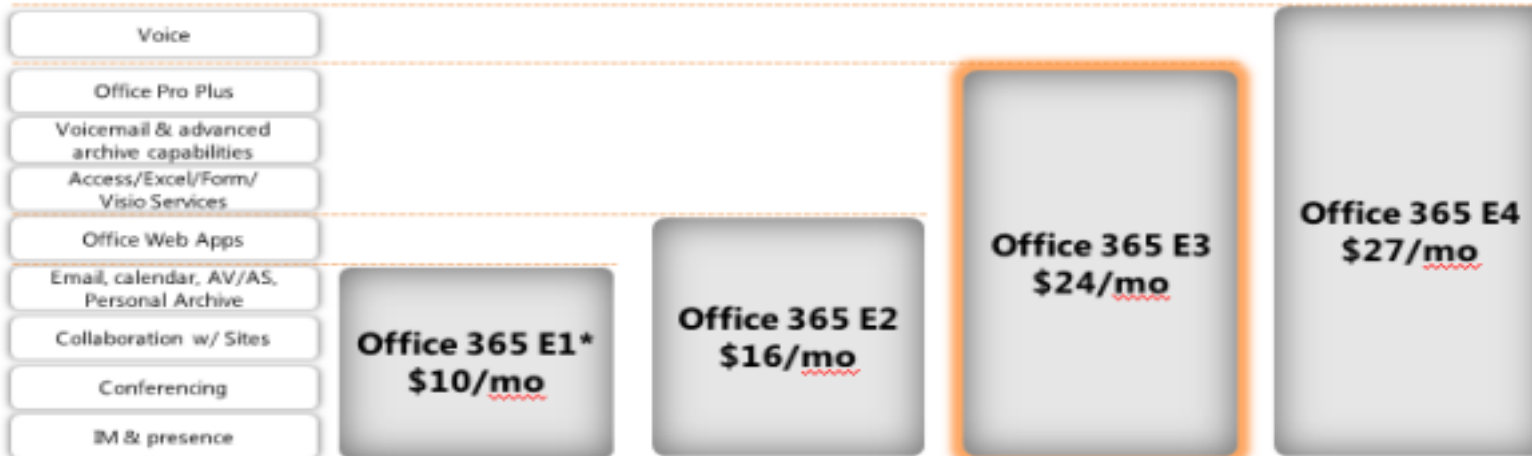 Voice
Office Pro Plus
Voicemail & advanced
archive capabilities
Access/Excel/Form/
Visio Services
Office Web Apps
Email, calendar, AV/AS,
Personal Archive
Collaboration w/ Sites
Conferencing
IM & presence
Office 365 E1*
$10/mo
Office 365 E2
$16/mo
Office 365 E3
$24/mo
Office 365 E4
$27/mo